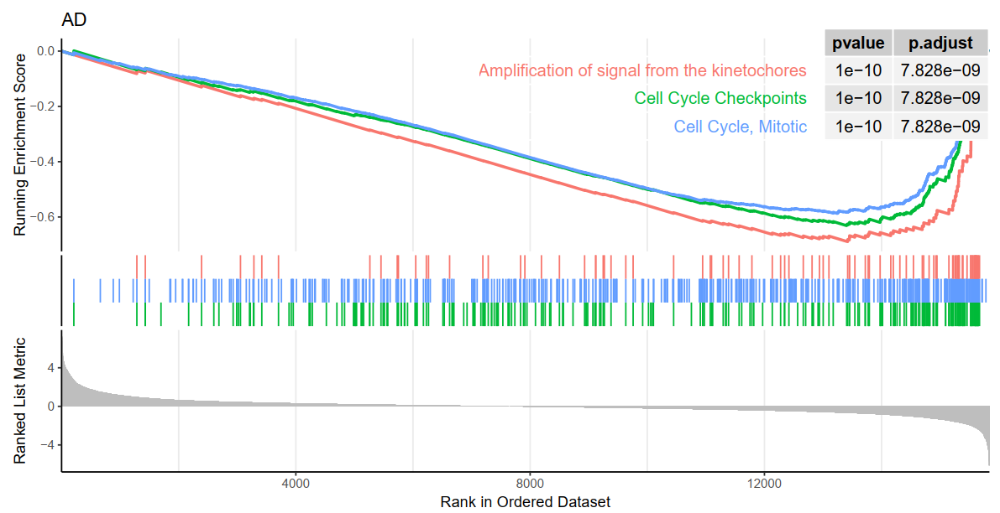 AD
Running Enrichment Score
0.0
−0.2
−0.4
−0.6
pvalue p.adjust
Amplification of signal from the kinetochores 1e−10 7.828e−09
Cell Cycle Checkpoints 1e−10 7.828e−09
Cell Cycle, Mitotic 1e−10 7.828e−09
Ranked List Metric
4
0
−4
4000 8000 12000
Rank in Ordered Dataset